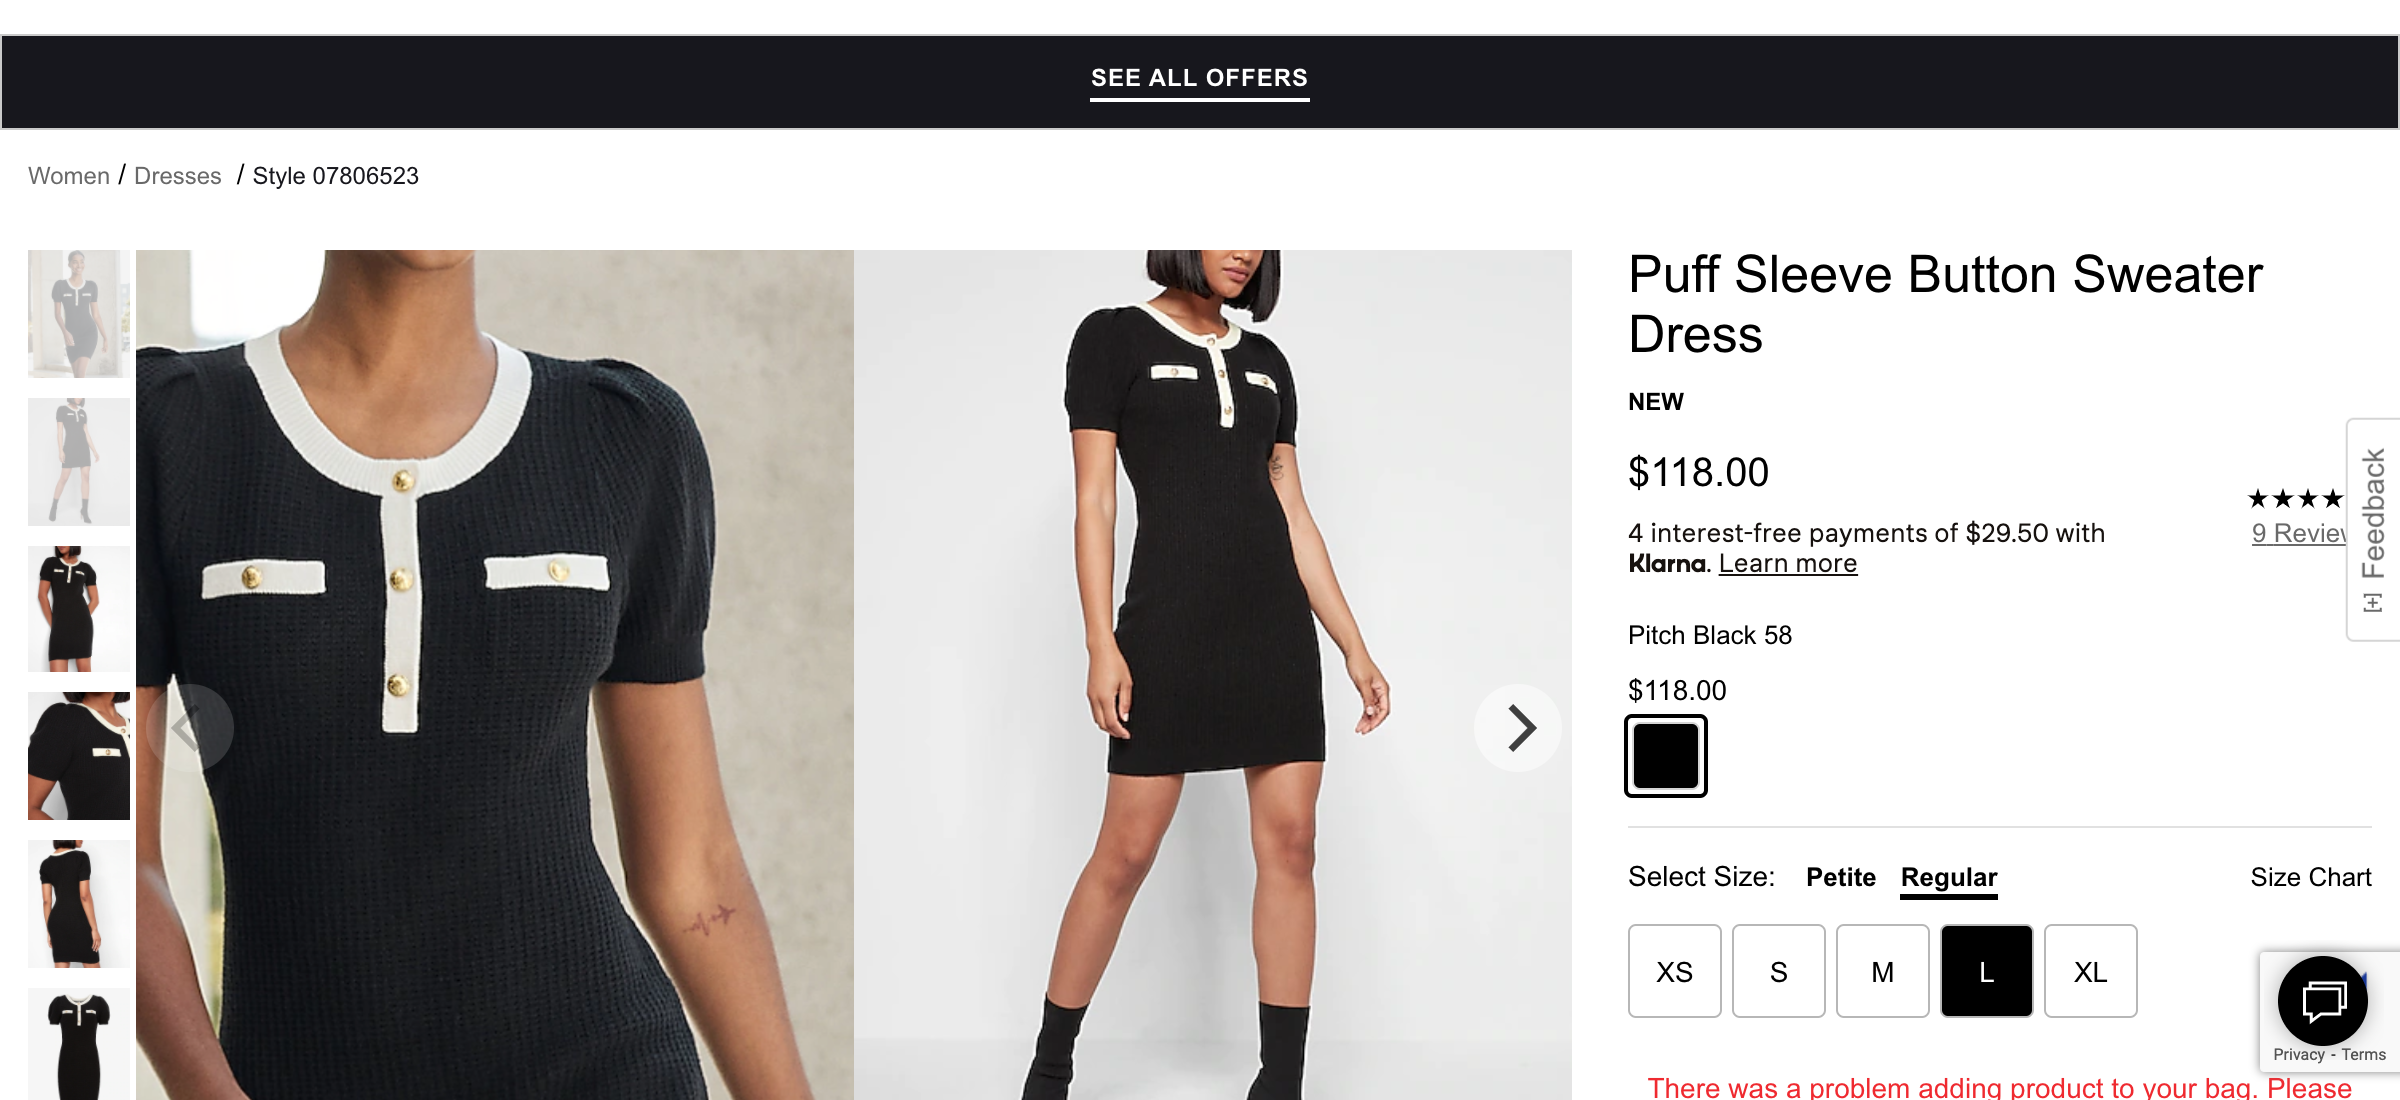 SEE ALL OFFERS
Women / Dresses / Style 07806523
Puff Sleeve Button Sweater
Dress
NEW
$118.00
★★★★
4 interest-free payments of $29.50 with
Klarna. Learn more
9
[+] Feedback
Pitch Black 58
$118.00
Select Size: Petite Regular Size Chart
XS S M L XL
Privacy - Terms
There was a problem adding product to your bag. Please